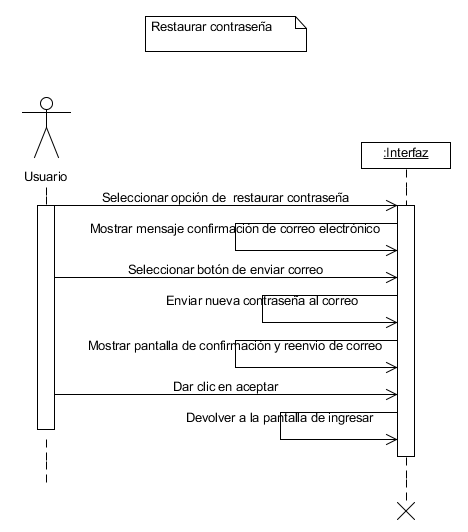 Restaurar contraseña
Usuario
:Interfaz
Seleccionar opción de restaurar contraseña
Mostrar mensaje confirmación de correo electrónico
Seleccionar botón de enviar correo
Enviar nueva contraseña al correo
Mostrar pantalla de confirmación y reenvio de correo
Dar clic en aceptar
Devolver a la pantalla de ingresar